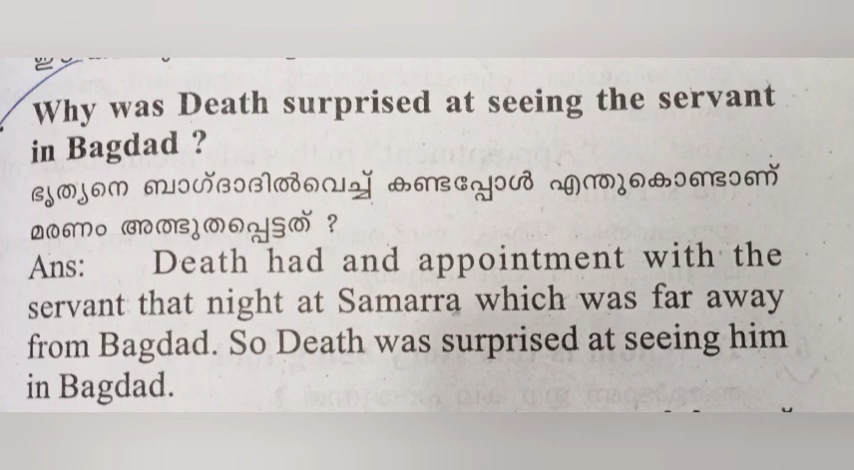 Why was Death surprised at seeing the servant
in Bagdad ?
ഭൃത്യനെ ബാഗ്ദാദിൽവെച്ച് കണ്ടപ്പോൾ എന്തുകൊണ്ടാണ്
മരണം അത്ഭുതപ്പെട്ടത് ?
Ans: Death had and appointment with the
servant that night at Samarra which was far away
from Bagdad. So Death was surprised at seeing him
in Bagdad.